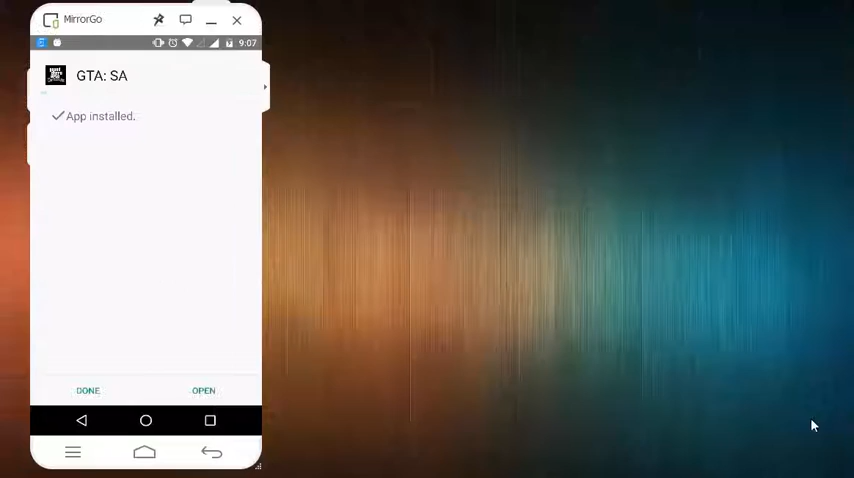 MirrorGo
9:07
GTA: SA
App installed.
DONE
OPEN